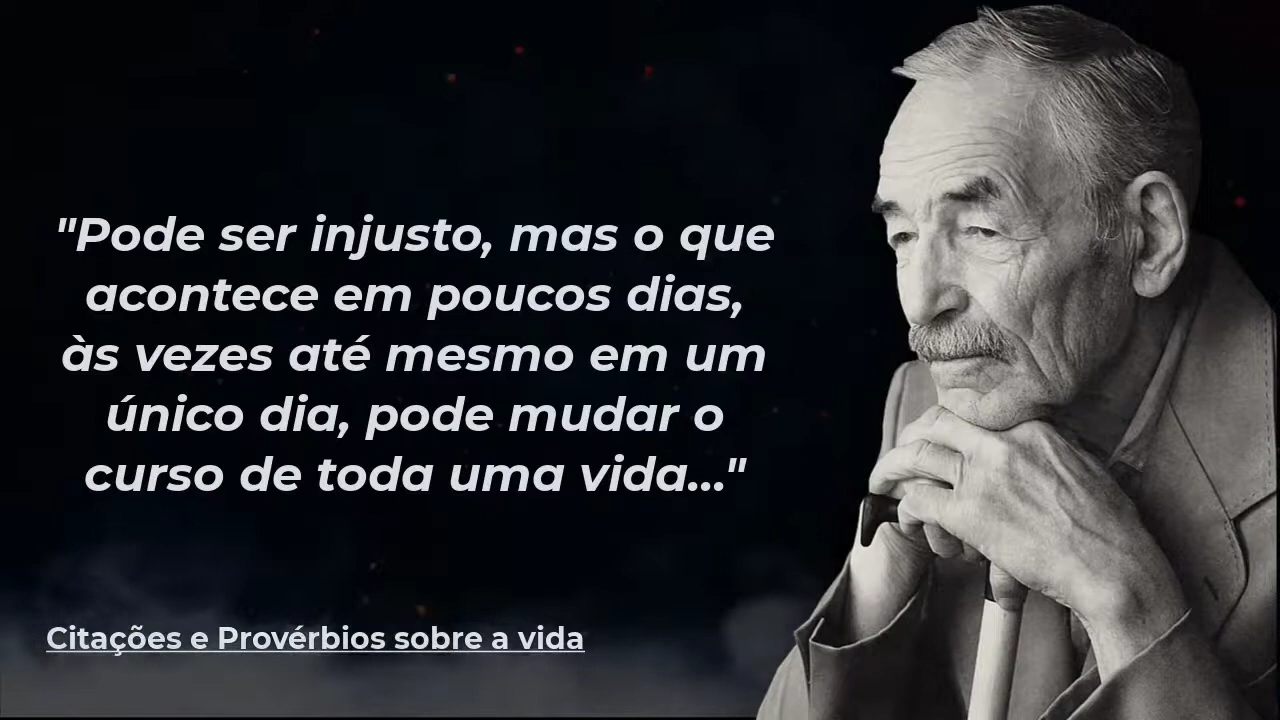 "Pode ser injusto, mas o que
acontece em poucos dias,
às vezes até mesmo em um
único dia, pode mudar o
curso de toda uma vida..."
Citações e Provérbios sobre a vida